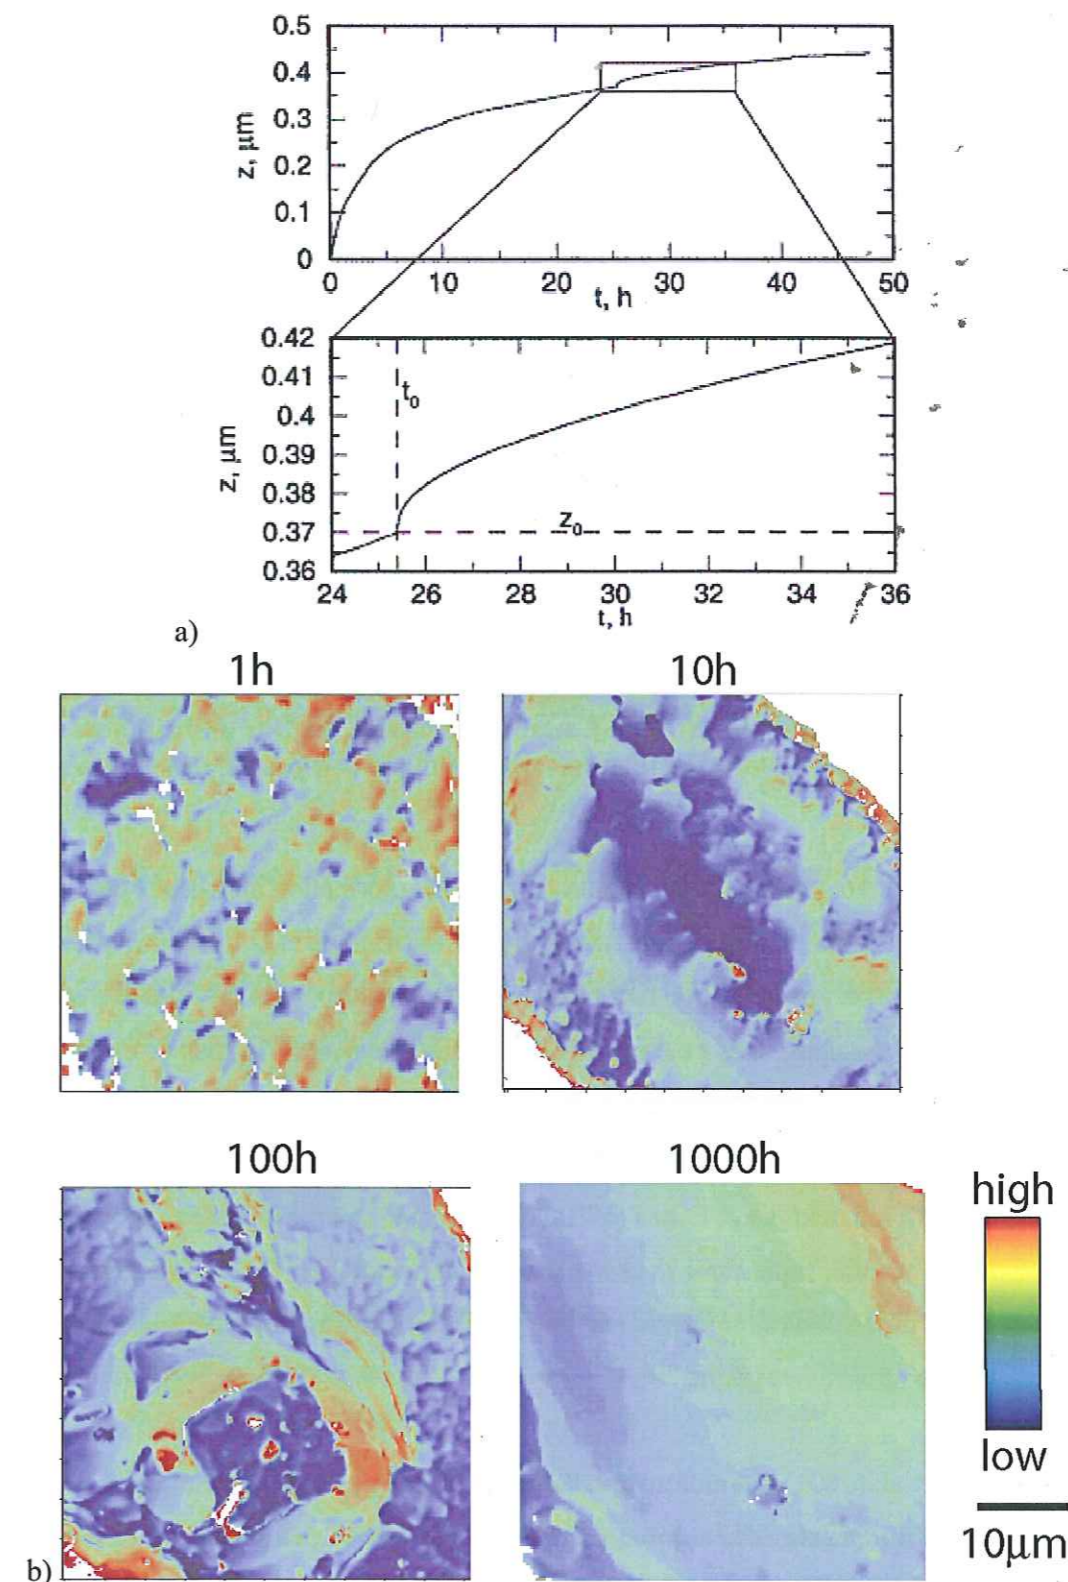 0.5
0.4
0.3
0.2
0.1
0
z, μm
0 10 20 30 40 50
t, h
0.42
0.41
0.4
0.39
0.38
0.37
0.36
z, μm
t0
z0
24 26 28 30 32 34 36
t, h
a)
1h 10h
100h 1000h
high
low
10μm
b)